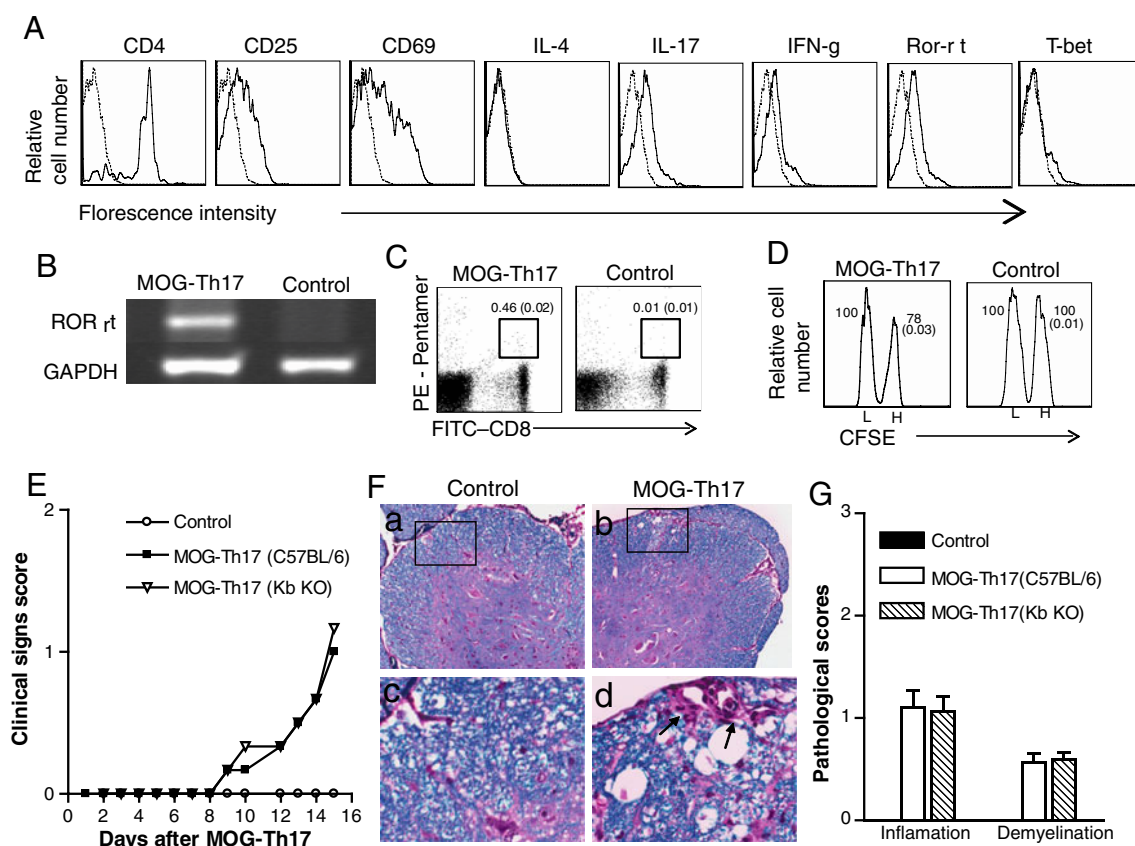 A
CD4 CD25 CD69 IL-4 IL-17 IFN-g Ror-r t T-bet
Relative
cell number
Florescence intensity
B
MOG-Th17 Control
ROR rt
GAPDH
C
MOG-Th17 Control
0.46 (0.02) 0.01 (0.01)
PE - Pentamer
FITC–CD8
D
MOG-Th17 Control
Relative cell
number
100 78
(0.03)
100 100
(0.01)
L H L H
CFSE
E
Clinical signs score
2
1
0
Control
MOG-Th17 (C57BL/6)
MOG-Th17 (Kb KO)
0 2 4 6 8 10 12 14 16
Days after MOG-Th17
F
Control MOG-Th17
a b
c d
G
Pathological scores
3
2
1
0
Control
MOG-Th17(C57BL/6)
MOG-Th17(Kb KO)
Inflamation Demyelination